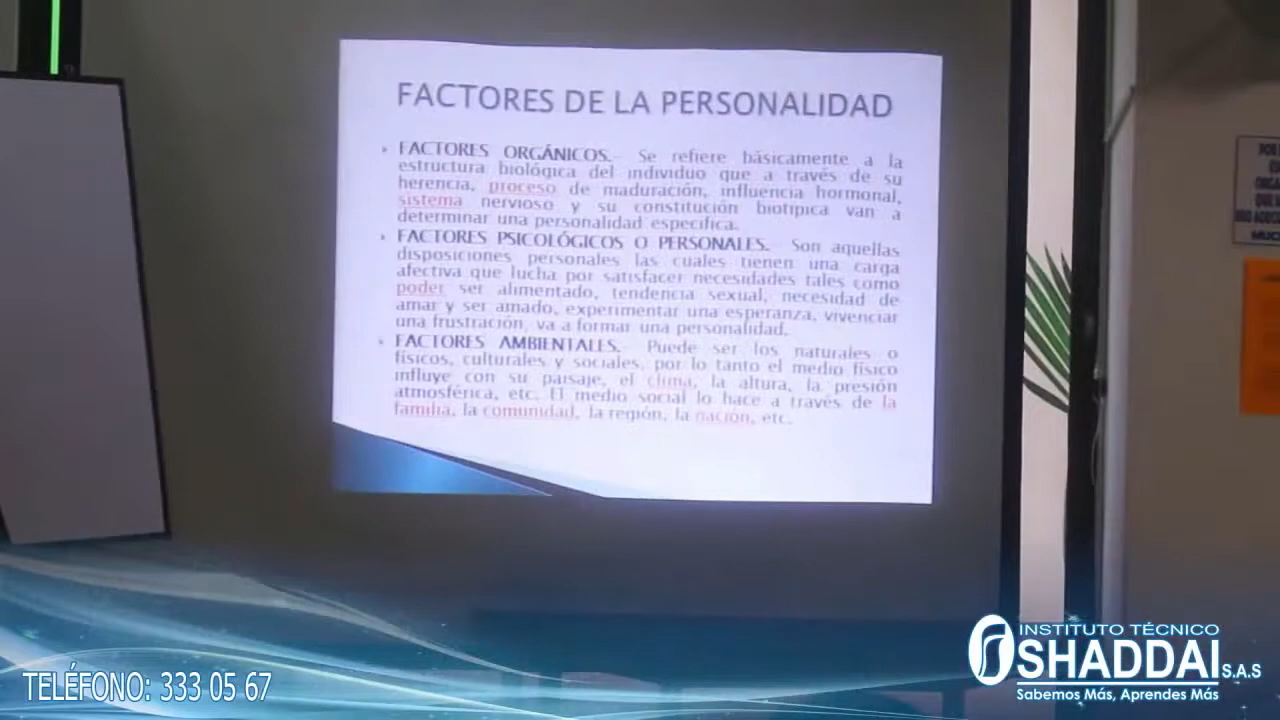 FACTORES DE LA PERSONALIDAD
FACTORES ORGÁNICOS.- Se refiere básicamente a la
estructura biológica del individuo que a través de su
herencia, proceso de maduración, influencia hormonal,
sistema nervioso y su constitución biotípica van a
determinar una personalidad específica.
FACTORES PSICOLÓGICOS O PERSONALES.- Son aquellas
disposiciones personales las cuales tienen una carga
afectiva que lucha por satisfacer necesidades tales como
poder ser alimentado, tendencia sexual, necesidad de
amar y ser amado, experimentar una esperanza, vivenciar
una frustración, va a formar una personalidad.
FACTORES AMBIENTALES.- Puede ser los naturales o
físicos, culturales y sociales, por lo tanto el medio físico
influye con su paisaje, el clima, la altura, la presión
atmosférica, etc. El medio social lo hace a través de la
familia, la comunidad, la región, la nación, etc.
TELÉFONO: 333 05 67
INSTITUTO TÉCNICO
SHADDAI S.A.S
Sabemos Más, Aprendes Más